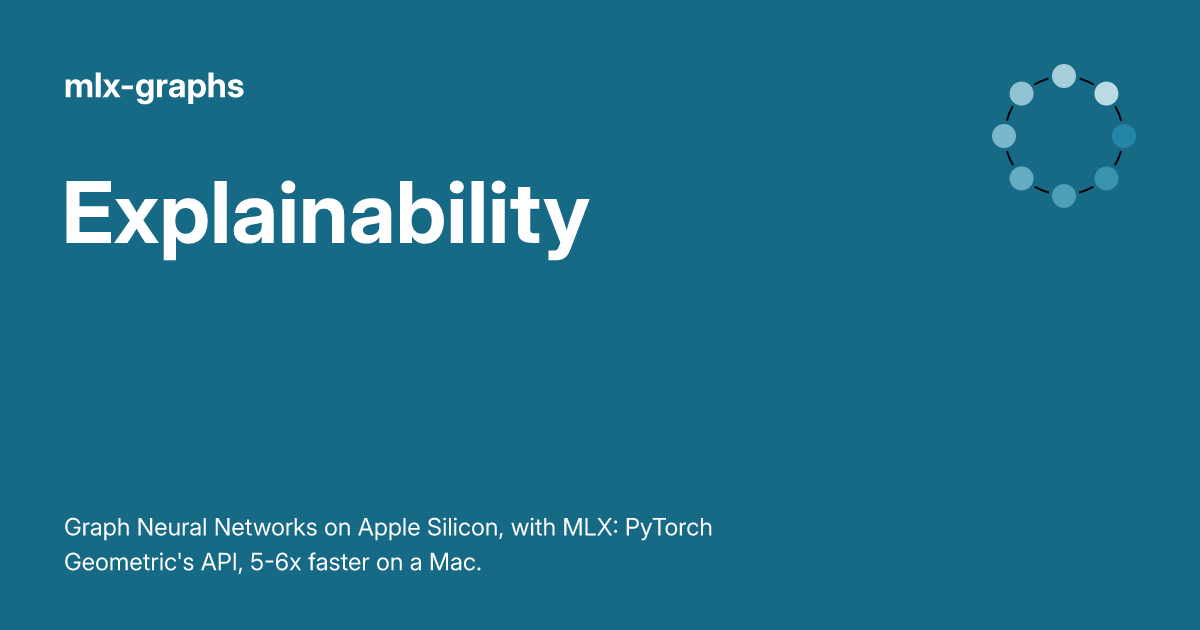 mlx-graphs
Explainability
Graph Neural Networks on Apple Silicon, with MLX: PyTorch
Geometric's API, 5-6x faster on a Mac.